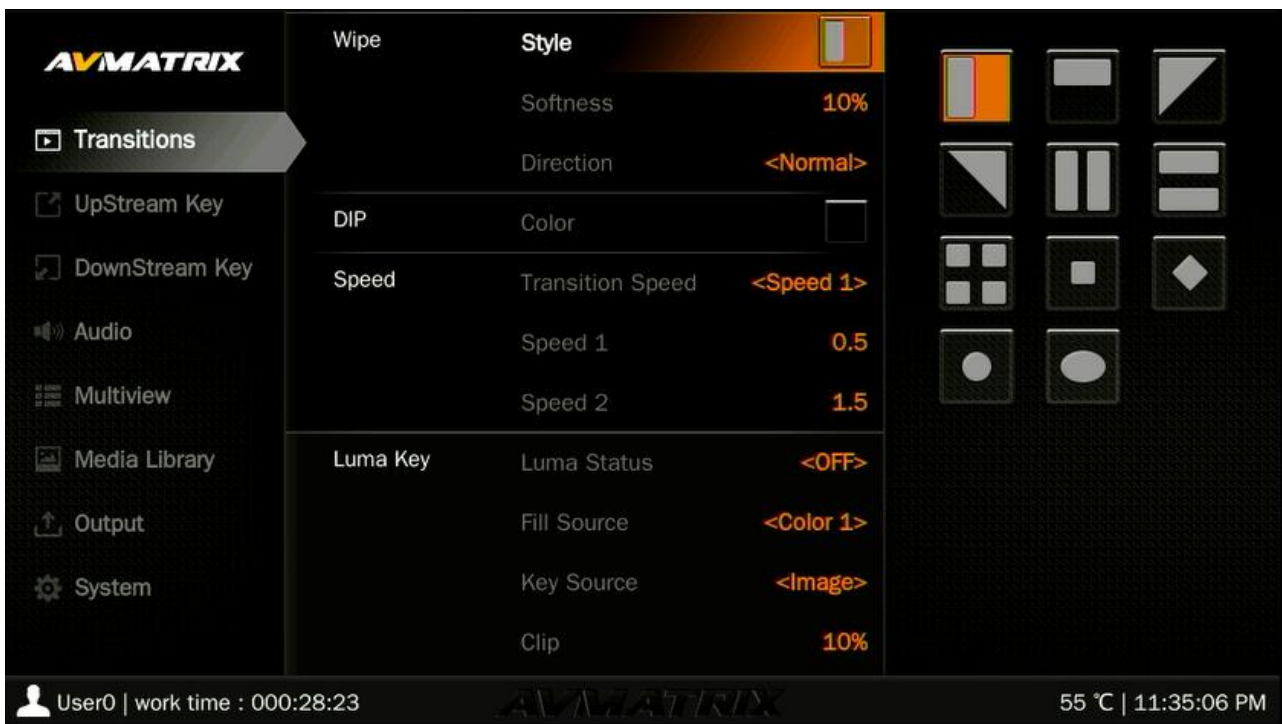 AVMATRIX
Transitions
UpStream Key
DownStream Key
Audio
Multiview
Media Library
Output
System
Wipe Style
Softness 10%
Direction <Normal>
DIP Color
Speed Transition Speed <Speed 1>
Speed 1 0.5
Speed 2 1.5
Luma Key Luma Status <OFF>
Fill Source <Color 1>
Key Source <Image>
Clip 10%
User0 | work time : 000:28:23 AVMATRIX 55 ℃ | 11:35:06 PM